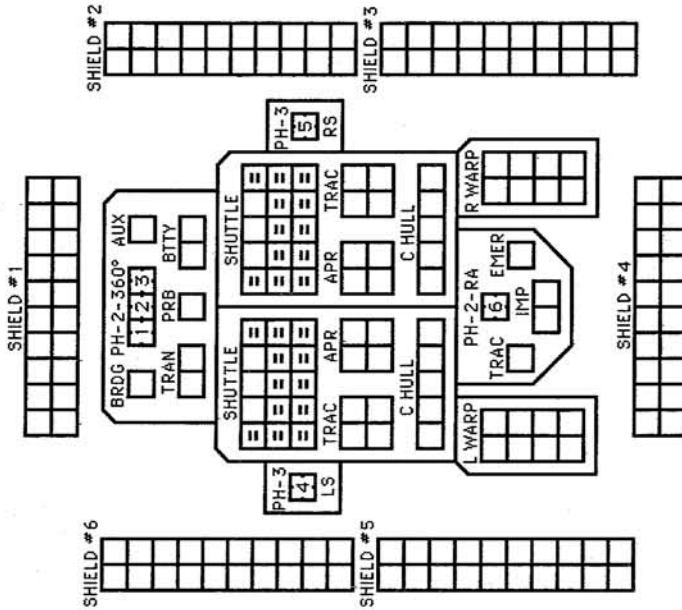 SHIELD #1
SHIELD #6
SHIELD #2
BRDG PH-2-360° AUX
1 2 3
TRAN PRB BTTY
SHUTTLE SHUTTLE
PH-3
4
LS
PH-3
5
RS
TRAC APR APR TRAC
C HULL C HULL
SHIELD #5
SHIELD #3
L WARP
PH-2-RA
6
TRAC IMP EMER
R WARP
SHIELD #4